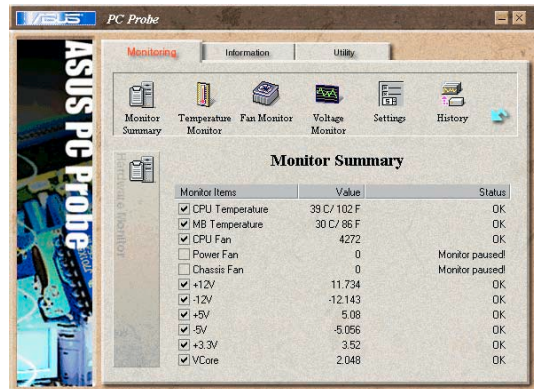 ASUS PC Probe
Monitoring Information Utility
Monitor Summary
Temperature Monitor
Fan Monitor
Voltage Monitor
Settings
History
ASUS PC Probe
Hardware Monitor
Monitor Summary
Monitor Items Value Status
CPU Temperature 39 C/ 102 F OK
MB Temperature 30 C/ 86 F OK
CPU Fan 4272 OK
Power Fan 0 Monitor paused!
Chassis Fan 0 Monitor paused!
+12V 11.734 OK
-12V -12.143 OK
+5V 5.08 OK
-5V -5.056 OK
+3.3V 3.52 OK
VCore 2.048 OK